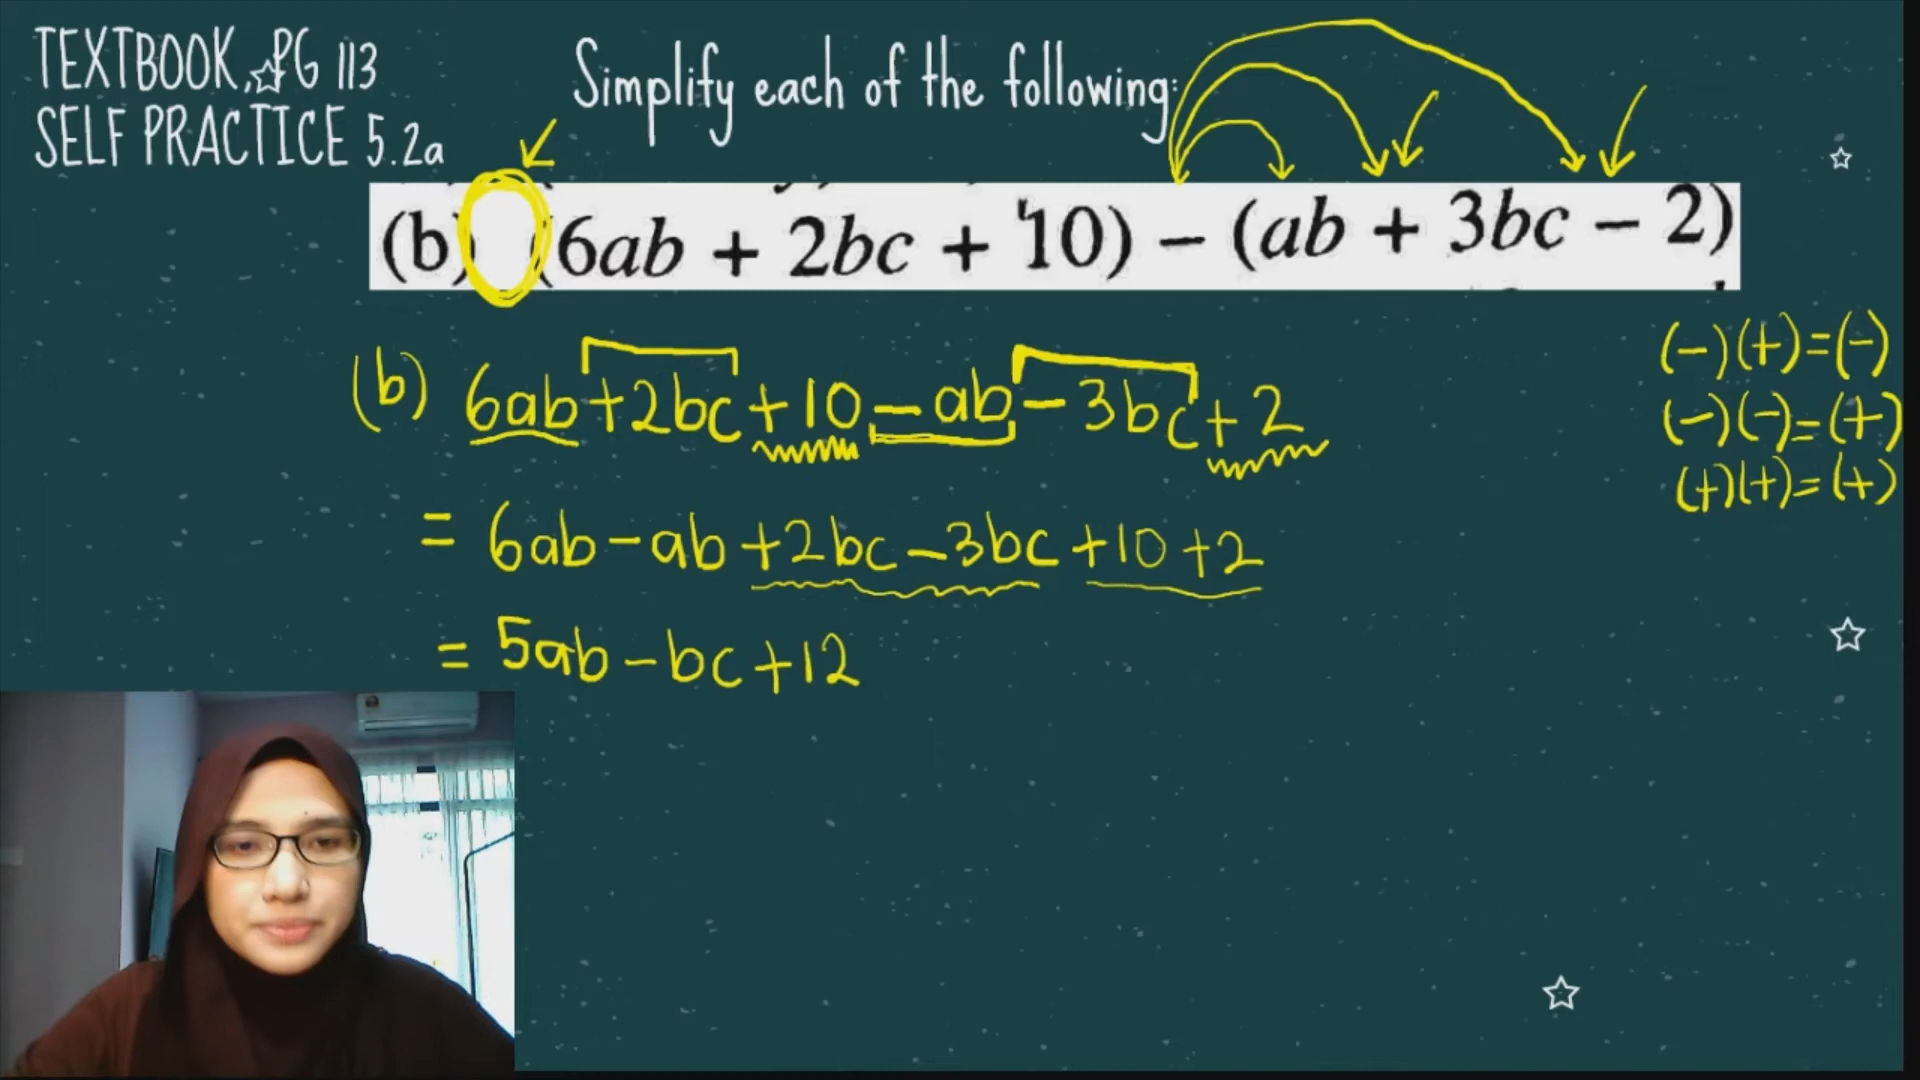 TEXTBOOK, PG 113
SELF PRACTICE 5.2a
Simplify each of the following:
(b) (6ab + 2bc + 10) − (ab + 3bc − 2)
(b) 6ab+2bc+10−ab−3bc+2
= 6ab−ab+2bc−3bc+10+2
= 5ab−bc+12
(−)(+)=(−)
(−)(−)=(+)
(+)(+)=(+)